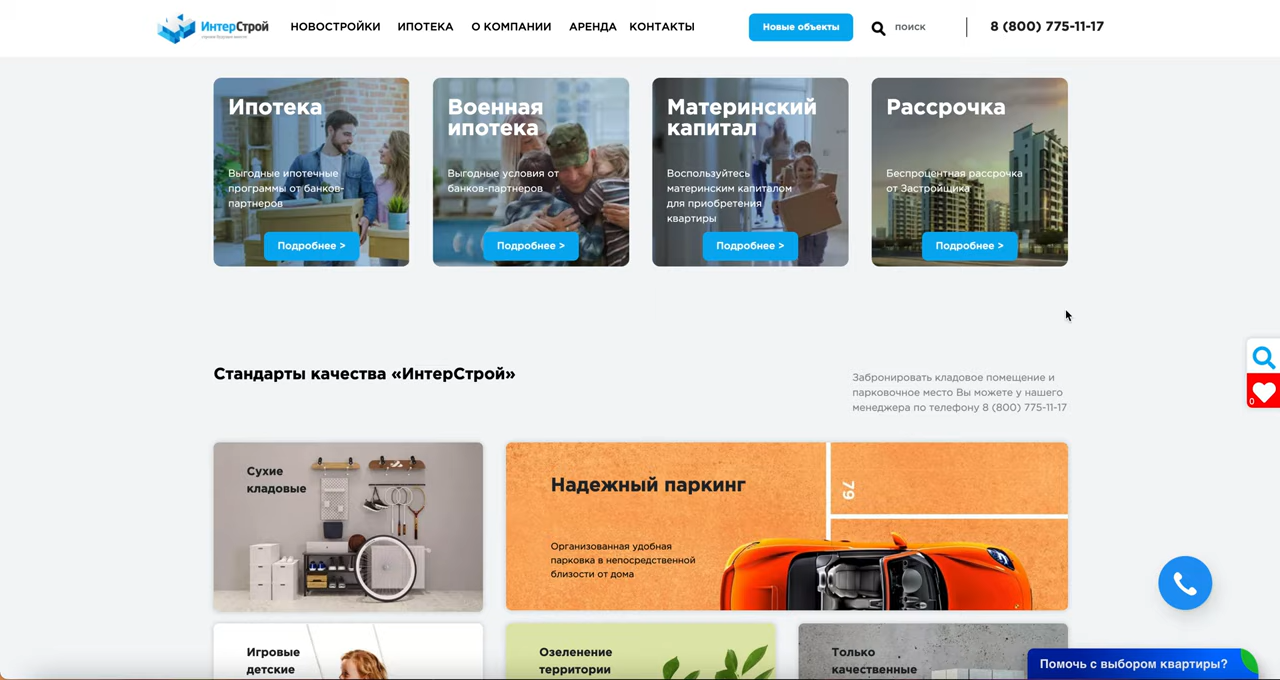 ИнтерСтрой
НОВОСТРОЙКИ ИПОТЕКА О КОМПАНИИ АРЕНДА КОНТАКТЫ
Новые объекты
поиск
8 (800) 775-11-17
Ипотека
Выгодные ипотечные
программы от банков-
партнеров
Подробнее >
Военная
ипотека
Выгодные условия от
банков-партнеров
Подробнее >
Материнский
капитал
Воспользуйтесь
материнским капиталом
для приобретения
квартиры
Подробнее >
Рассрочка
Беспроцентная рассрочка
от Застройщика
Подробнее >
0
Стандарты качества «ИнтерСтрой»
Забронировать кладовое помещение и
парковочное место Вы можете у нашего
менеджера по телефону 8 (800) 775-11-17
Сухие
кладовые
Надежный паркинг
Организованная удобная
парковка в непосредственной
близости от дома
79
Игровые
детские
Озеленение
территории
Только
качественные
Помочь с выбором квартиры?